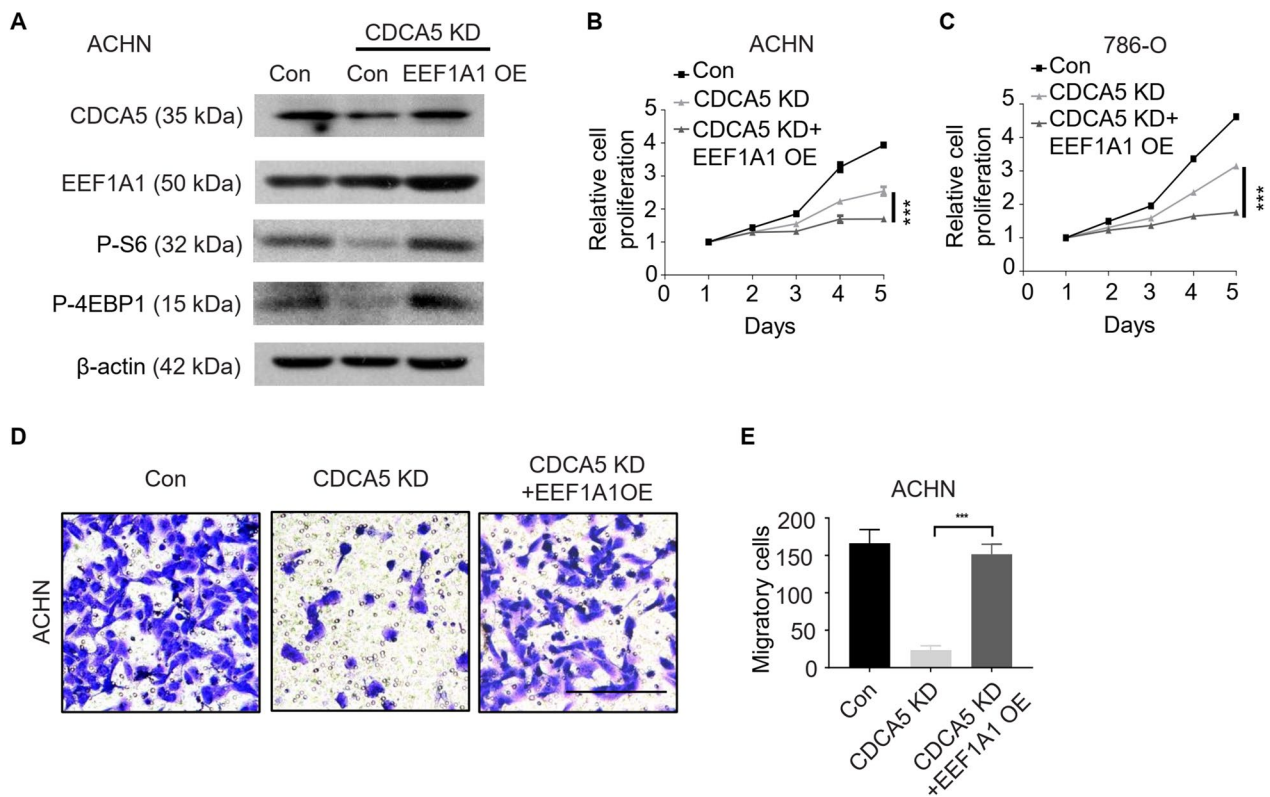 A
ACHN
CDCA5 KD
Con
Con
EEF1A1 OE
CDCA5 (35 kDa)
EEF1A1 (50 kDa)
P-S6 (32 kDa)
P-4EBP1 (15 kDa)
β-actin (42 kDa)
B
ACHN
Con
CDCA5 KD
CDCA5 KD+
EEF1A1 OE
Relative cell
proliferation
5
4
3
2
1
0
0 1 2 3 4 5
Days
***
C
786-O
Con
CDCA5 KD
CDCA5 KD+
EEF1A1 OE
Relative cell
proliferation
5
4
3
2
1
0
0 1 2 3 4 5
Days
***
D
Con
CDCA5 KD
CDCA5 KD
+EEF1A1OE
ACHN
E
ACHN
Migratory cells
200
150
100
50
0
***
Con
CDCA5 KD
CDCA5 KD
+EEF1A1 OE